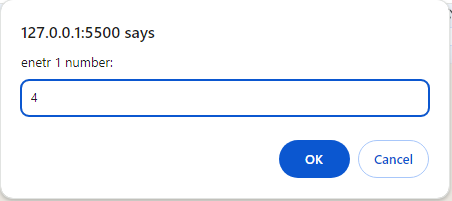 127.0.0.1:5500 says
enetr 1 number:
4
OK Cancel